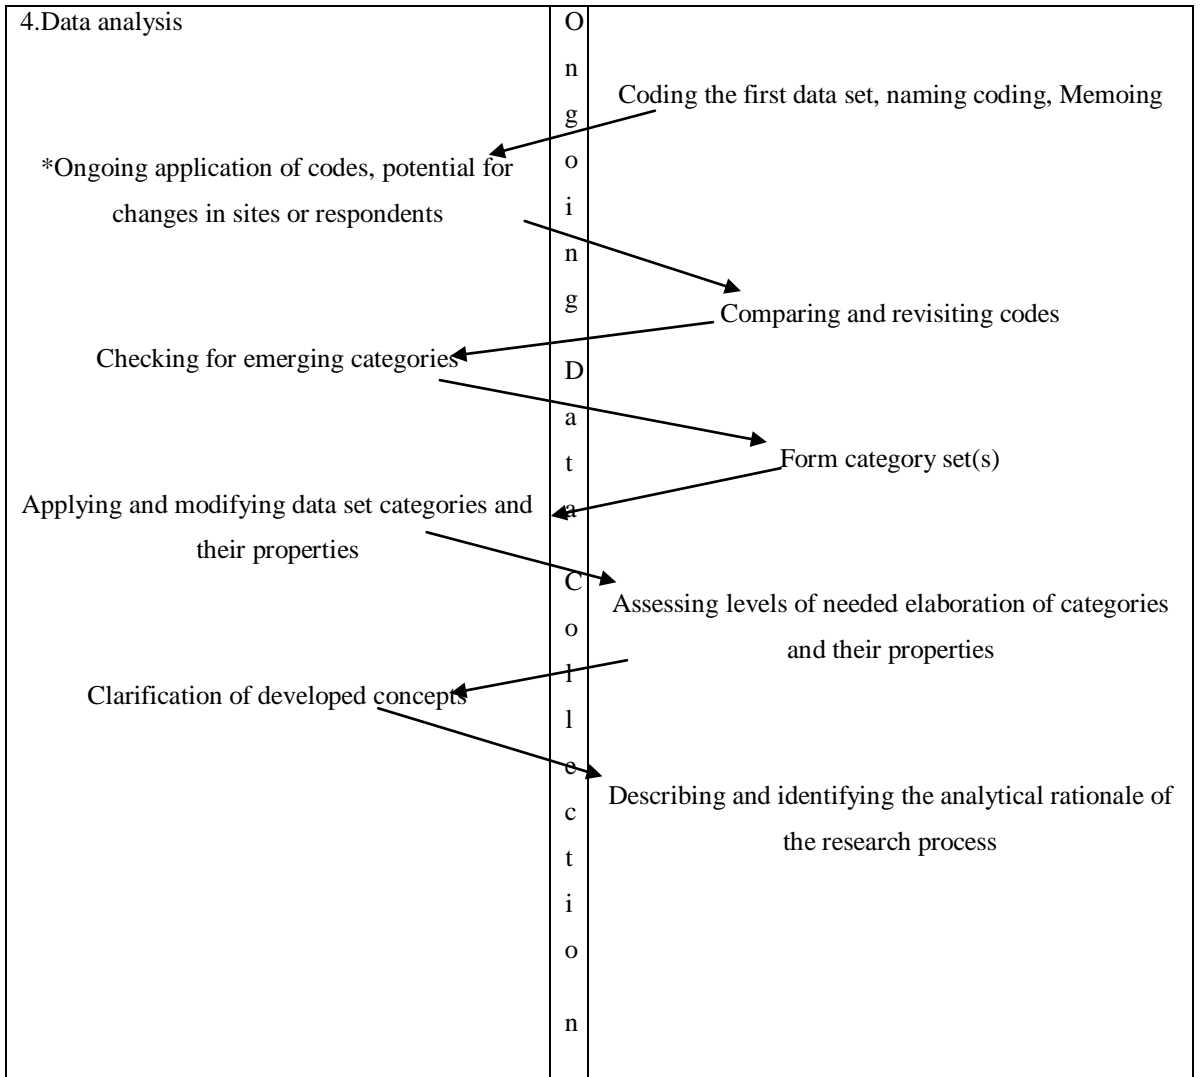 4.Data analysis
Ongoing Data Collection
Coding the first data set, naming coding, Memoing
*Ongoing application of codes, potential for
changes in sites or respondents
Comparing and revisiting codes
Checking for emerging categories
Form category set(s)
Applying and modifying data set categories and
their properties
Assessing levels of needed elaboration of categories
and their properties
Clarification of developed concepts
Describing and identifying the analytical rationale of
the research process